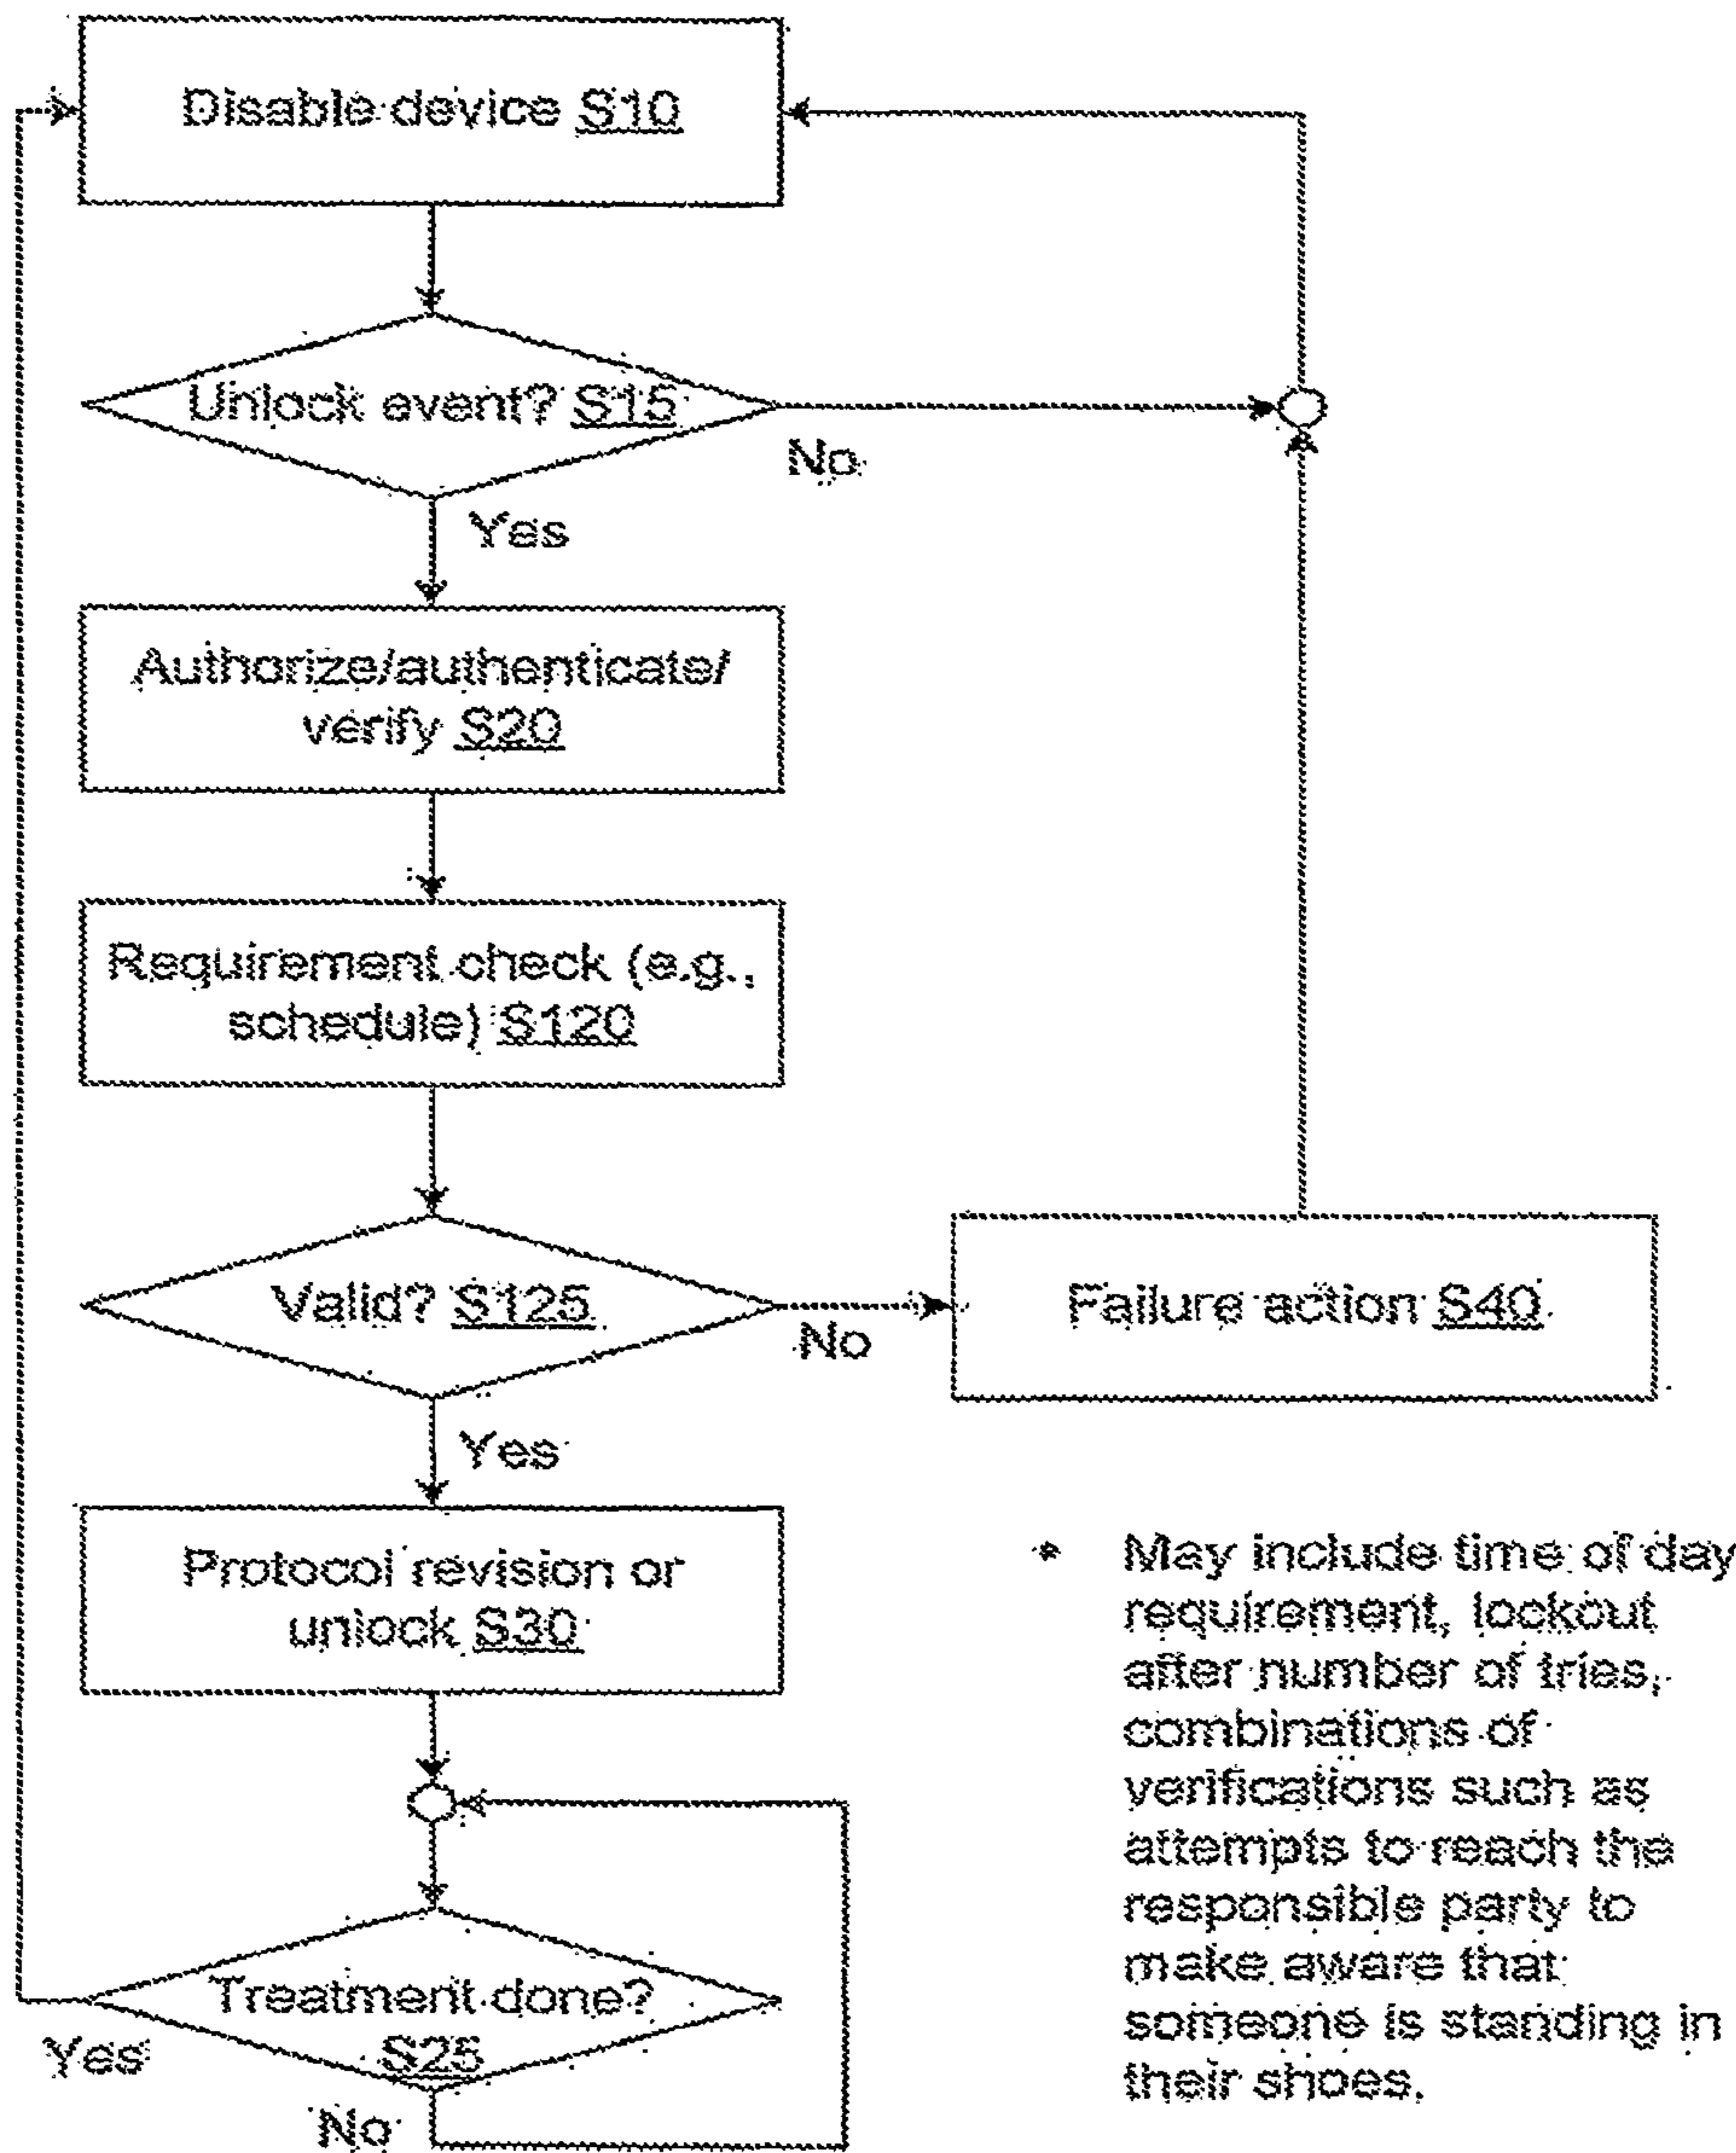 Disable device S10
Unlock event? S15
No
Yes
Authorize/authenticate/
verify S20
Requirement check (e.g.,
schedule) S120
Valid? S125
No
Failure action S40
Yes
Protocol revision or
unlock S30
* May include time of day
requirement, lockout
after number of tries,
combinations of
verifications such as
attempts to reach the
responsible party to
make aware that
someone is standing in
their shoes.
Treatment done?
S25
Yes
No